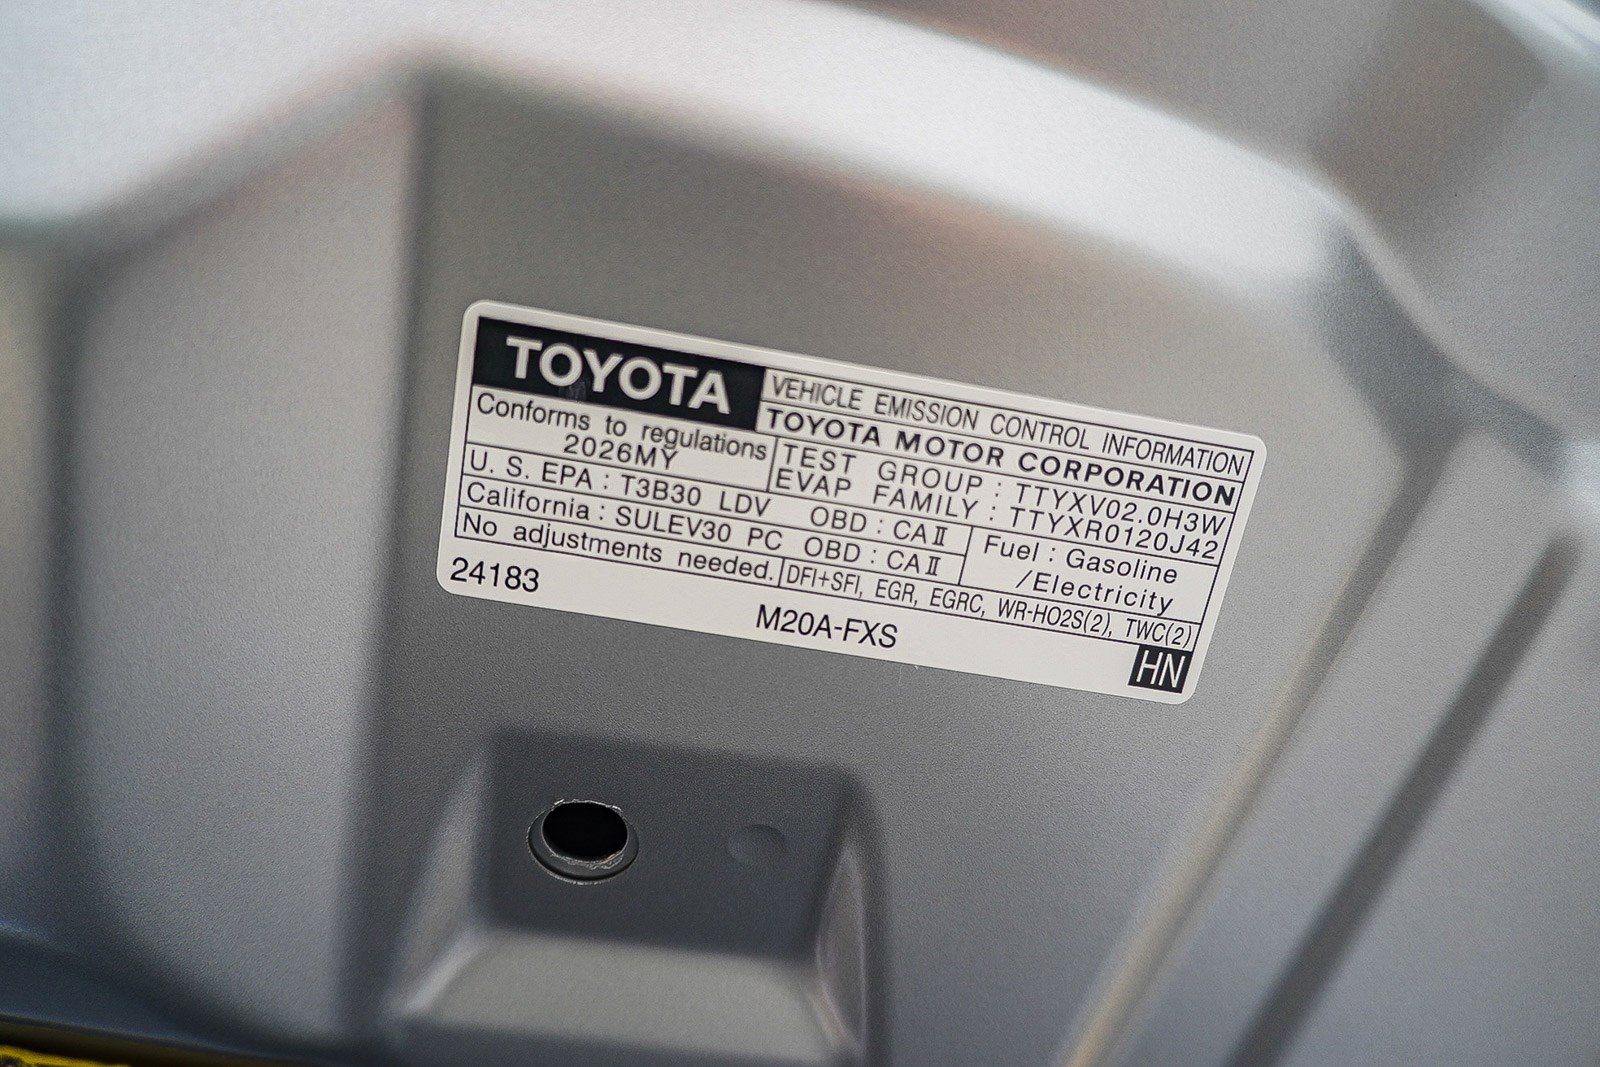 TOYOTA
VEHICLE EMISSION CONTROL INFORMATION
TOYOTA MOTOR CORPORATION
Conforms to regulations
2026MY
TEST GROUP : TTYXV02.0H3W
EVAP FAMILY : TTYXR0120J42
U. S. EPA : T3B30 LDV OBD : CAⅡ
California : SULEV30 PC OBD : CAⅡ
Fuel : Gasoline
/Electricity
No adjustments needed.
DFI+SFI, EGR, EGRC, WR-HO2S(2), TWC(2)
24183
M20A-FXS
HN